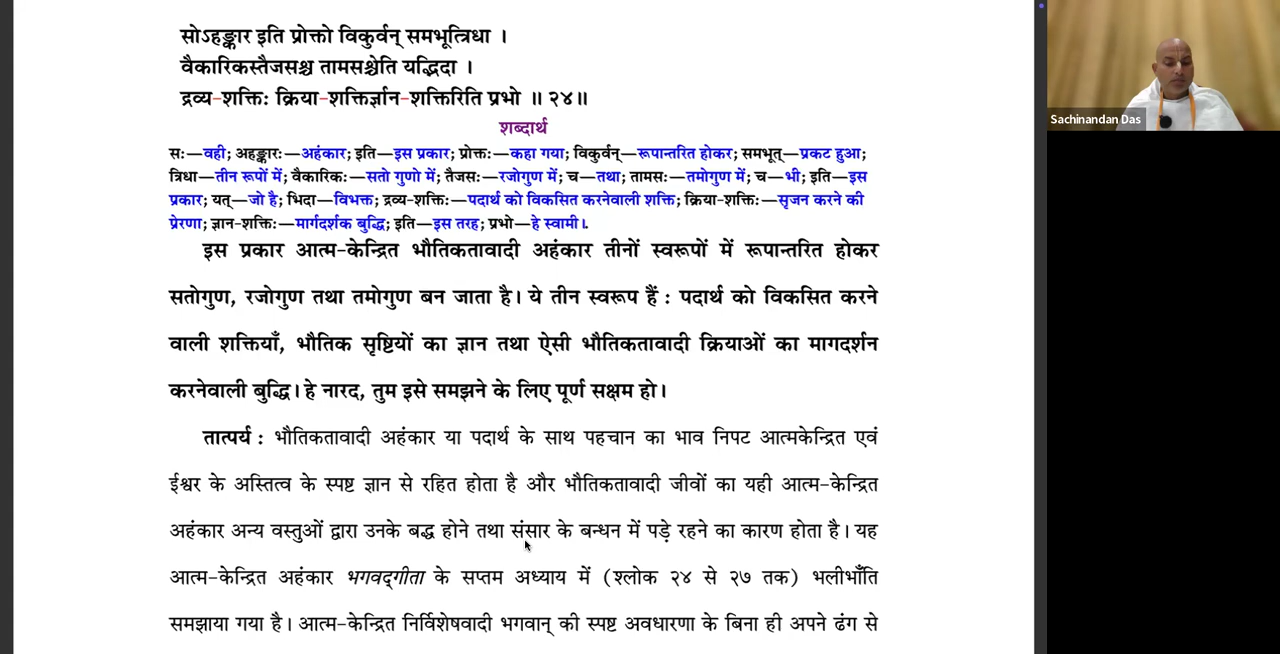 सोऽहङ्कार इति प्रोक्तो विकुर्वन् समभूत्त्रिधा ।
वैकारिकस्तैजसश्च तामसश्चेति यद्भिदा ।
द्रव्य-शक्तिः क्रिया-शक्तिर्ज्ञान-शक्तिरिति प्रभो ॥ २४॥
शब्दार्थ
सः—वही; अहङ्कारः—अहंकार; इति—इस प्रकार; प्रोक्तः—कहा गया; विकुर्वन्—रूपान्तरित होकर; समभूत्—प्रकट हुआ;
त्रिधा—तीन रूपों में; वैकारिकः—सतो गुणो में; तैजसः—रजोगुण में; च—तथा; तामसः—तमोगुण में; च—भी; इति—इस
प्रकार; यत्—जो है; भिदा—विभक्त; द्रव्य-शक्तिः—पदार्थ को विकसित करनेवाली शक्ति; क्रिया-शक्तिः—सृजन करने की
प्रेरणा; ज्ञान-शक्तिः—मार्गदर्शक बुद्धि; इति—इस तरह; प्रभो—हे स्वामी।.
इस प्रकार आत्म-केन्द्रित भौतिकतावादी अहंकार तीनों स्वरूपों में रूपान्तरित होकर
सतोगुण, रजोगुण तथा तमोगुण बन जाता है। ये तीन स्वरूप हैं : पदार्थ को विकसित करने
वाली शक्तियाँ, भौतिक सृष्टियों का ज्ञान तथा ऐसी भौतिकतावादी क्रियाओं का मागदर्शन
करनेवाली बुद्धि। हे नारद, तुम इसे समझने के लिए पूर्ण सक्षम हो।
तात्पर्य : भौतिकतावादी अहंकार या पदार्थ के साथ पहचान का भाव निपट आत्मकेन्द्रित एवं
ईश्वर के अस्तित्व के स्पष्ट ज्ञान से रहित होता है और भौतिकतावादी जीवों का यही आत्म-केन्द्रित
अहंकार अन्य वस्तुओं द्वारा उनके बद्ध होने तथा संसार के बन्धन में पड़े रहने का कारण होता है। यह
आत्म-केन्द्रित अहंकार भगवद्गीता के सप्तम अध्याय में (श्लोक २४ से २७ तक) भलीभाँति
समझाया गया है। आत्म-केन्द्रित निर्विशेषवादी भगवान् की स्पष्ट अवधारणा के बिना ही अपने ढंग से
Sachinandan Das